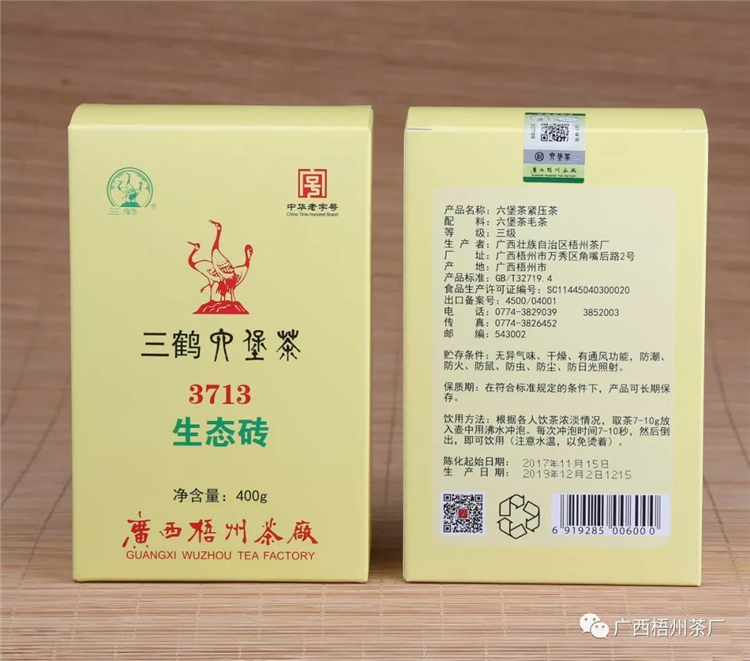 三鹤
中华老字号
China Time-honored Brand
三鹤六堡茶
3713
生态砖
净含量：400g
廣西梧州茶廠
GUANGXI WUZHOU TEA FACTORY
六堡茶
廣西梧州茶廠
产品名称：六堡茶紧压茶
配 料：六堡茶毛茶
等 级：三级
生 产 者：广西壮族自治区梧州茶厂
厂 址：广西梧州市万秀区角嘴后路2号
产 地：广西梧州市
产品标准：GB/T32719.4
食品生产许可证编号：SC11445040300020
出口备案号：4500/04001
电 话：0774-3829039 3852003
传 真：0774-3826452
邮 编：543002
贮存条件：无异气味、干燥、有通风功能，防潮、
防火、防鼠、防虫、防尘、防日光照射。
保质期：在符合标准规定的条件下，产品可长期保
存。
饮用方法：根据各人饮茶浓淡情况，取茶7-10g放
入壶中用沸水冲泡。每次冲泡时间7-10秒，然后倒
出，即可饮用（注意水温，以免烫着）。
陈化起始日期：2017年11月15日
生 产 日 期：2019年12月2日1215
6 919285 006000
广西梧州茶厂